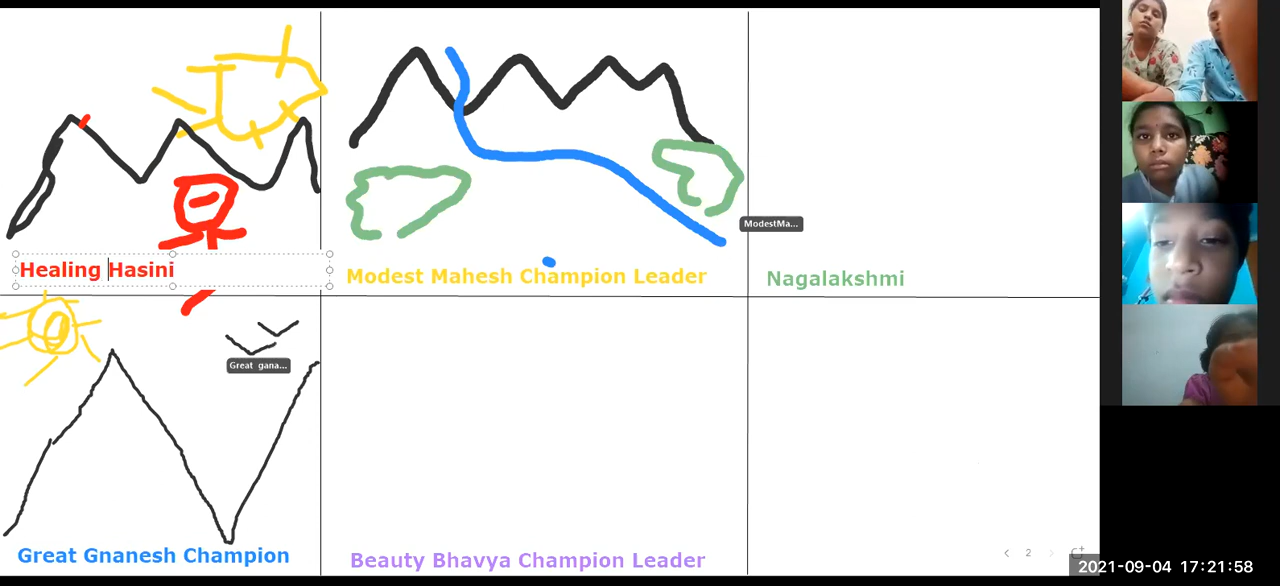 ModestMa...
Healing Hasini
Modest Mahesh Champion Leader
Nagalakshmi
Great gana...
Great Gnanesh Champion
Beauty Bhavya Champion Leader
2
2021-09-04 17:21:58